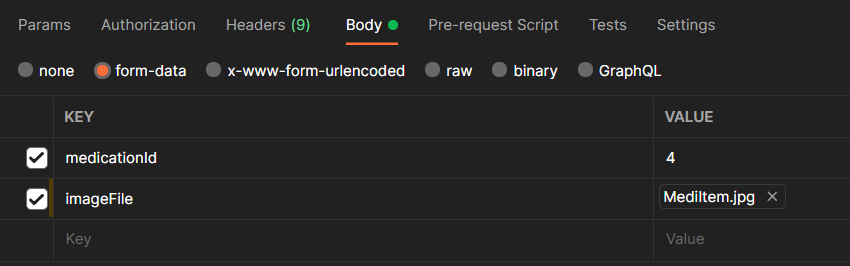 Params Authorization Headers (9) Body Pre-request Script Tests Settings
none form-data x-www-form-urlencoded raw binary GraphQL
KEY VALUE
medicationId 4
imageFile MediItem.jpg ×
Key Value